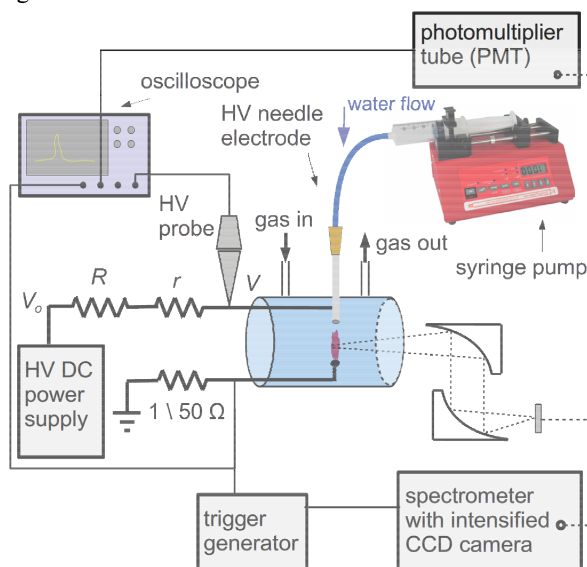 photomultiplier
tube (PMT)
oscilloscope
HV needle
electrode
water flow
HV
probe
gas in
gas out
syringe pump
R
r
V
Vₒ
HV DC
power
supply
1 \ 50 Ω
trigger
generator
spectrometer
with intensified
CCD camera